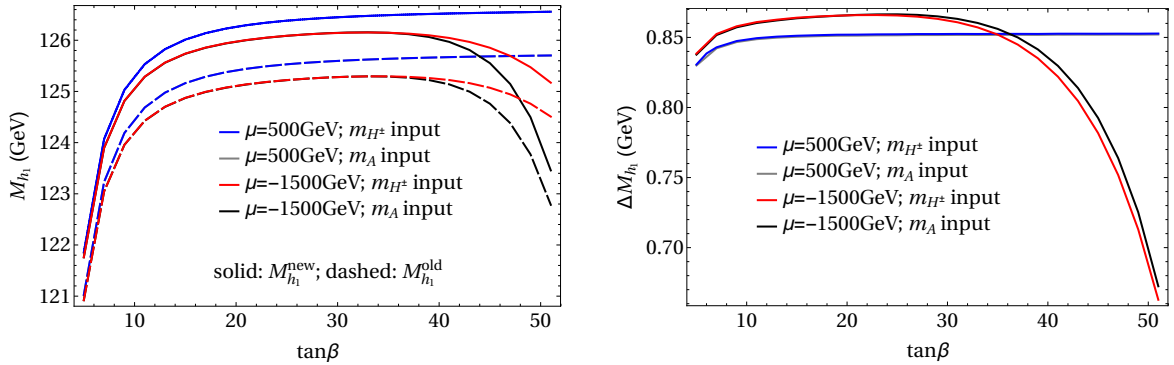 126
125
124
123
122
121
M_{h_1} (GeV)
μ=500GeV; m_{H^±} input
μ=500GeV; m_A input
μ=−1500GeV; m_{H^±} input
μ=−1500GeV; m_A input
solid: M_{h_1}^{new}; dashed: M_{h_1}^{old}
10 20 30 40 50
tanβ
0.85
0.80
0.75
0.70
ΔM_{h_1} (GeV)
μ=500GeV; m_{H^±} input
μ=500GeV; m_A input
μ=−1500GeV; m_{H^±} input
μ=−1500GeV; m_A input
10 20 30 40 50
tanβ